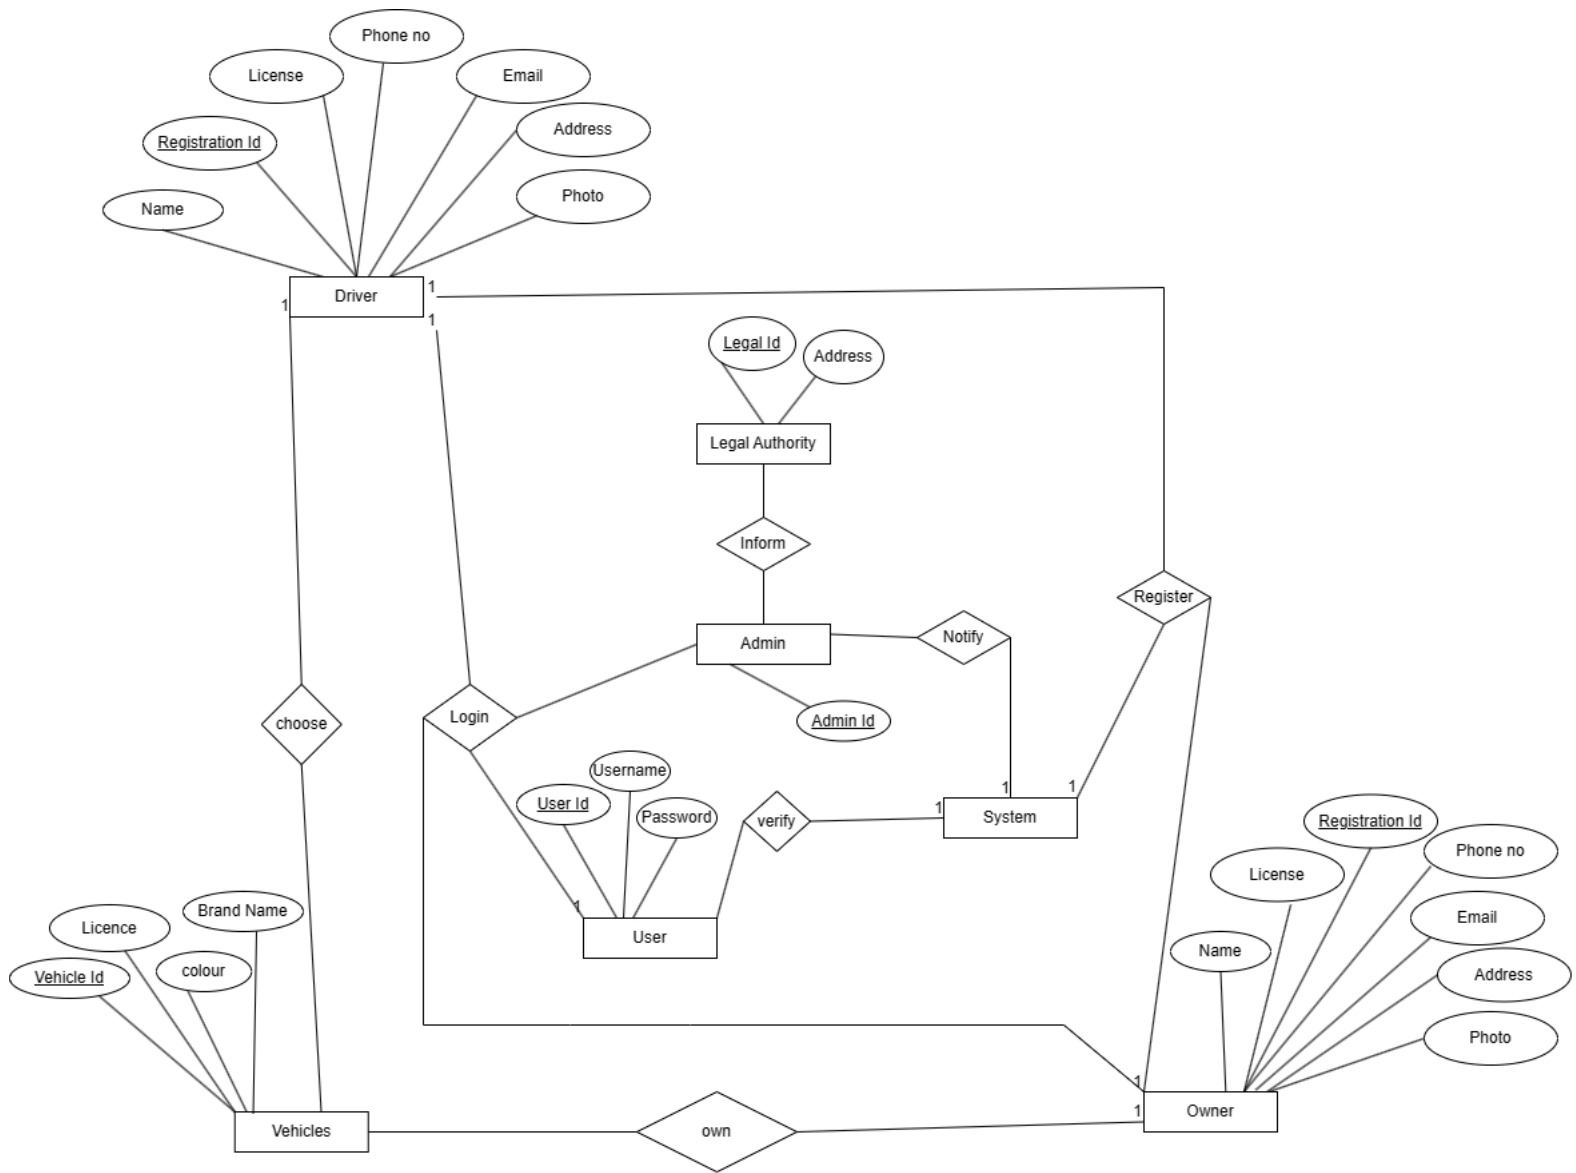 Phone no
License
Email
Address
Registration Id
Photo
Name
Driver
1
1
1
Legal Id
Address
Legal Authority
Inform
Register
Admin
Notify
Login
choose
Admin Id
Username
User Id
Password
verify
1
1
1
System
1
User
Registration Id
Phone no
License
Email
Name
Address
Photo
Brand Name
Licence
colour
Vehicle Id
1
1
Owner
Vehicles
own